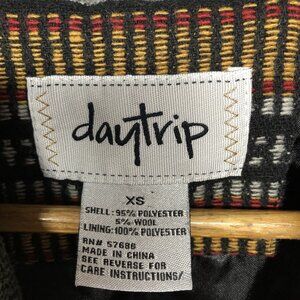 daytrip
XS
SHELL: 95% POLYESTER
5% WOOL
LINING: 100% POLYESTER
RN# 57686
MADE IN CHINA
SEE REVERSE FOR
CARE INSTRUCTIONS/